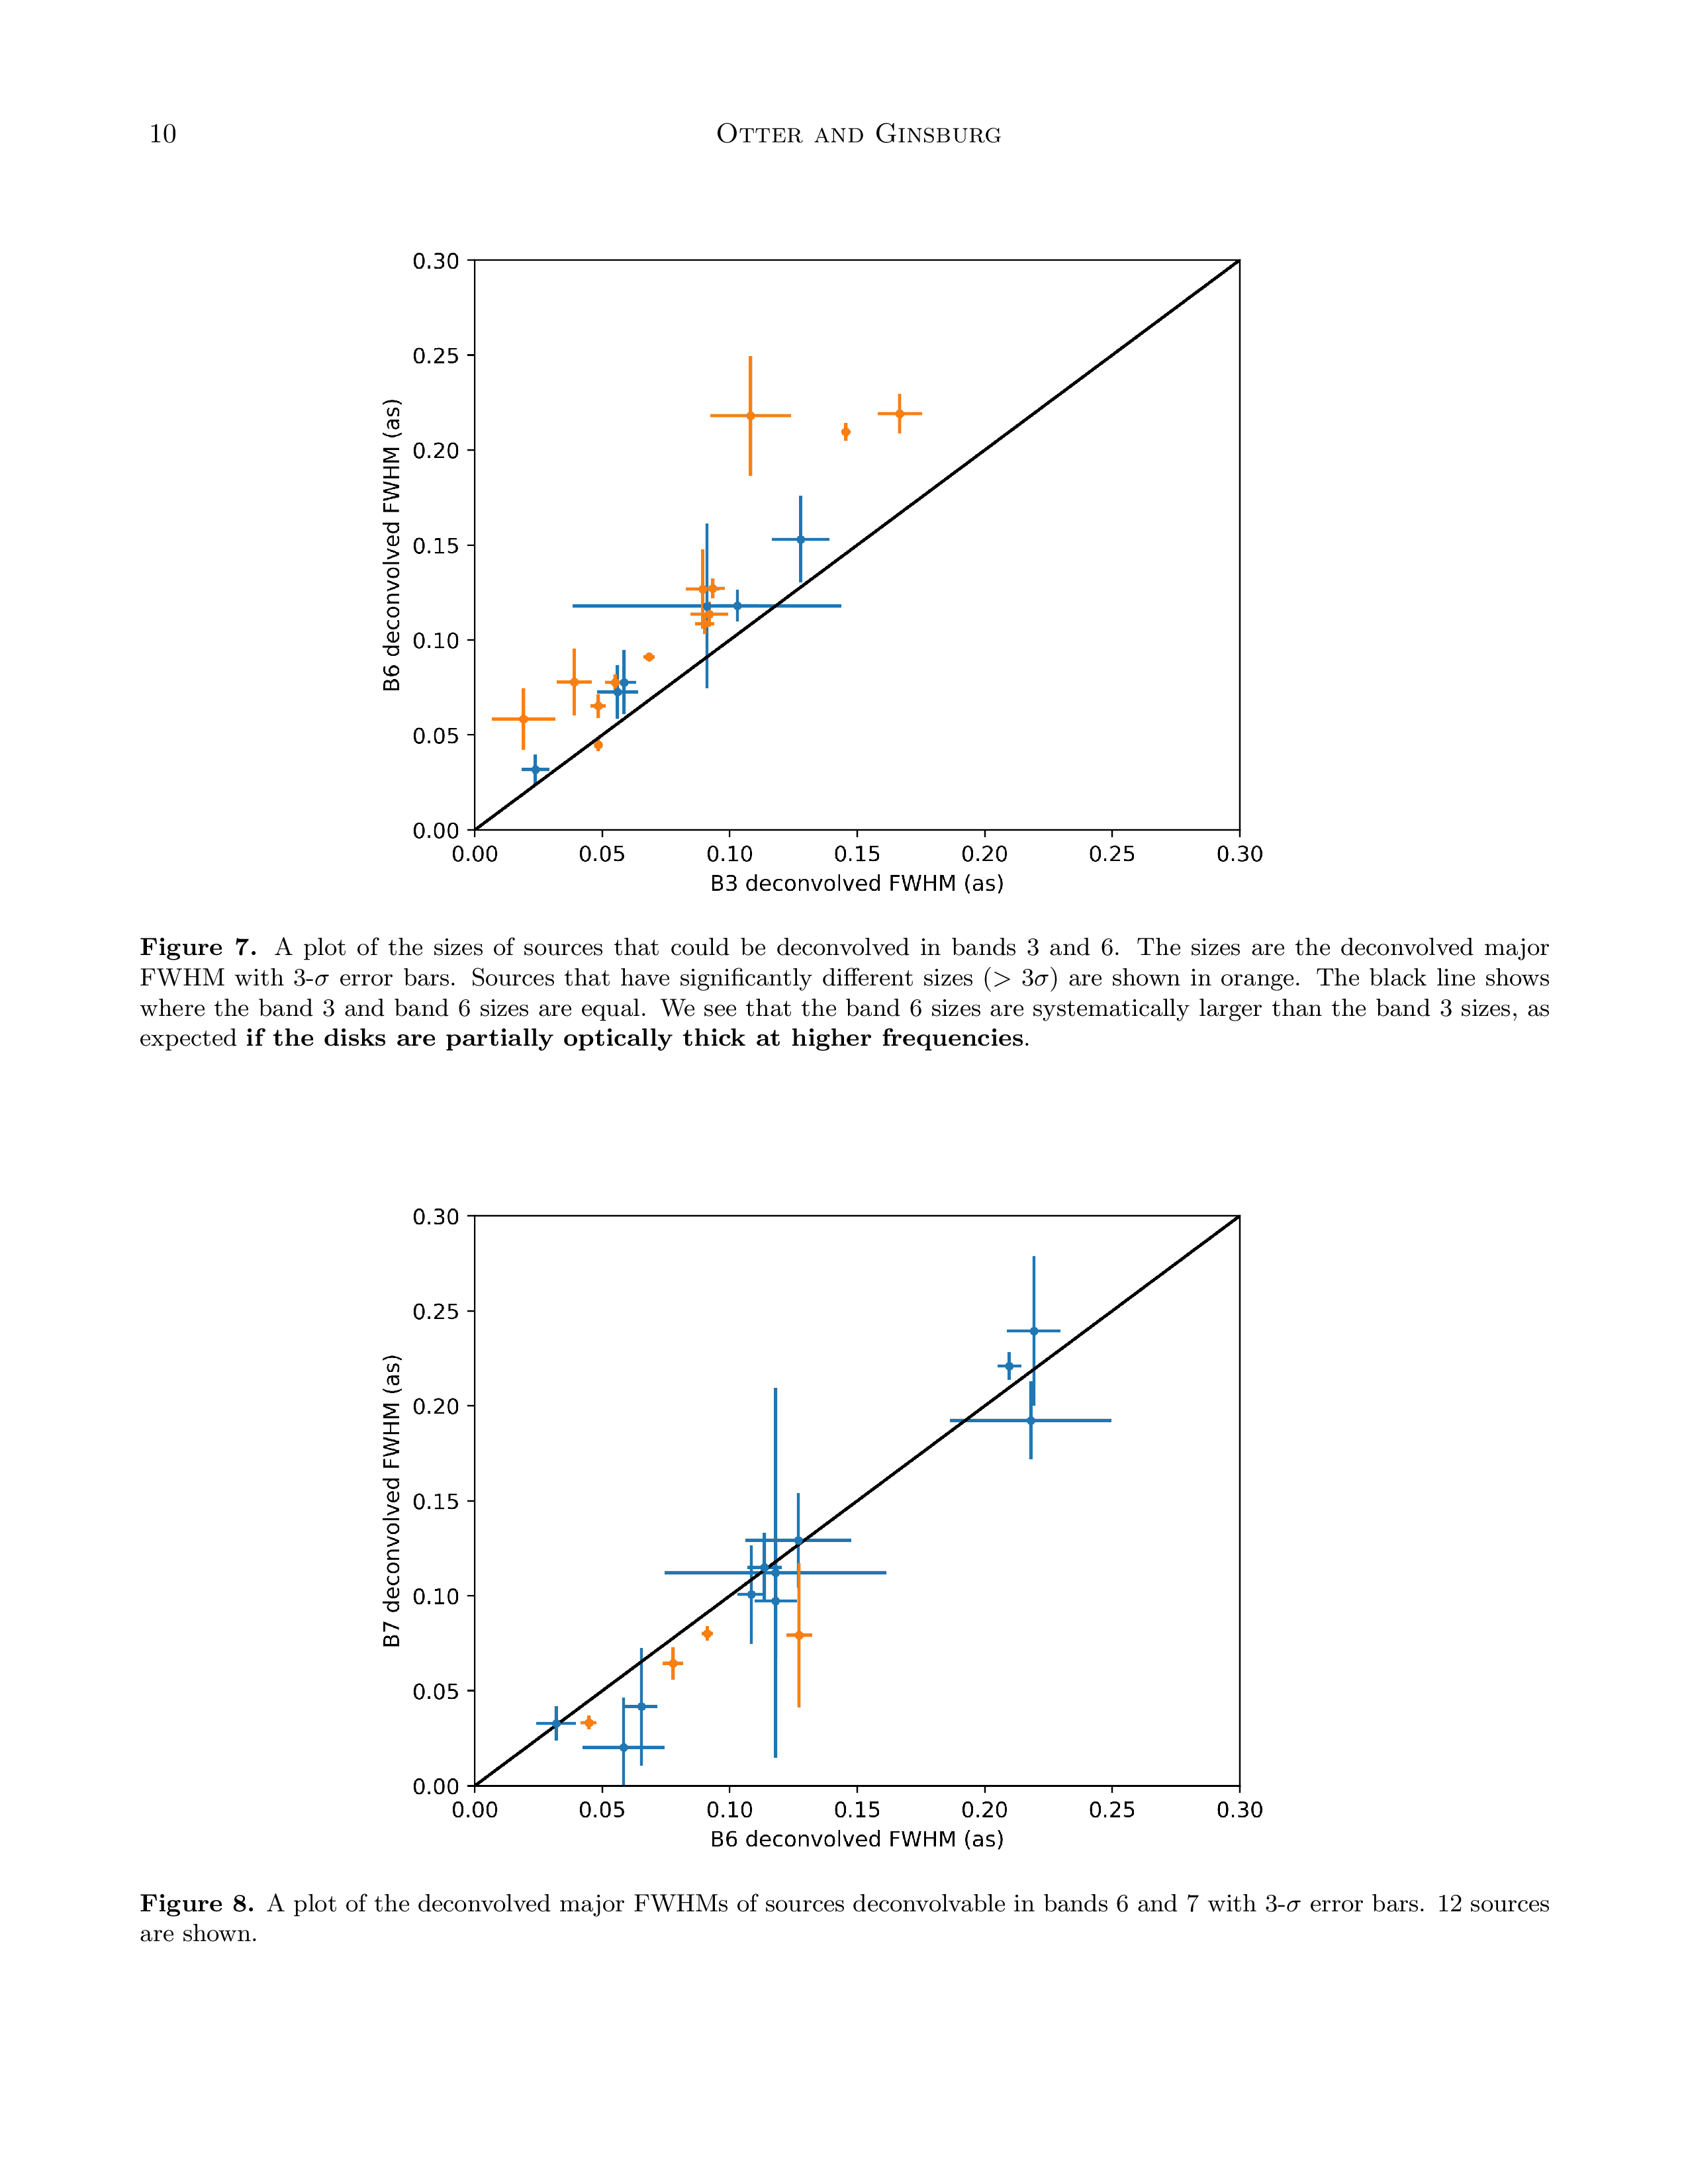 10
OTTER AND GINSBURG
0.30
0.25
0.20
0.15
0.10
0.05
0.00
B6 deconvolved FWHM (as)
0.00 0.05 0.10 0.15 0.20 0.25 0.30
B3 deconvolved FWHM (as)
Figure 7. A plot of the sizes of sources that could be deconvolved in bands 3 and 6. The sizes are the deconvolved major
FWHM with 3-σ error bars. Sources that have significantly different sizes (> 3σ) are shown in orange. The black line shows
where the band 3 and band 6 sizes are equal. We see that the band 6 sizes are systematically larger than the band 3 sizes, as
expected if the disks are partially optically thick at higher frequencies.
0.30
0.25
0.20
0.15
0.10
0.05
0.00
B7 deconvolved FWHM (as)
0.00 0.05 0.10 0.15 0.20 0.25 0.30
B6 deconvolved FWHM (as)
Figure 8. A plot of the deconvolved major FWHMs of sources deconvolvable in bands 6 and 7 with 3-σ error bars. 12 sources
are shown.